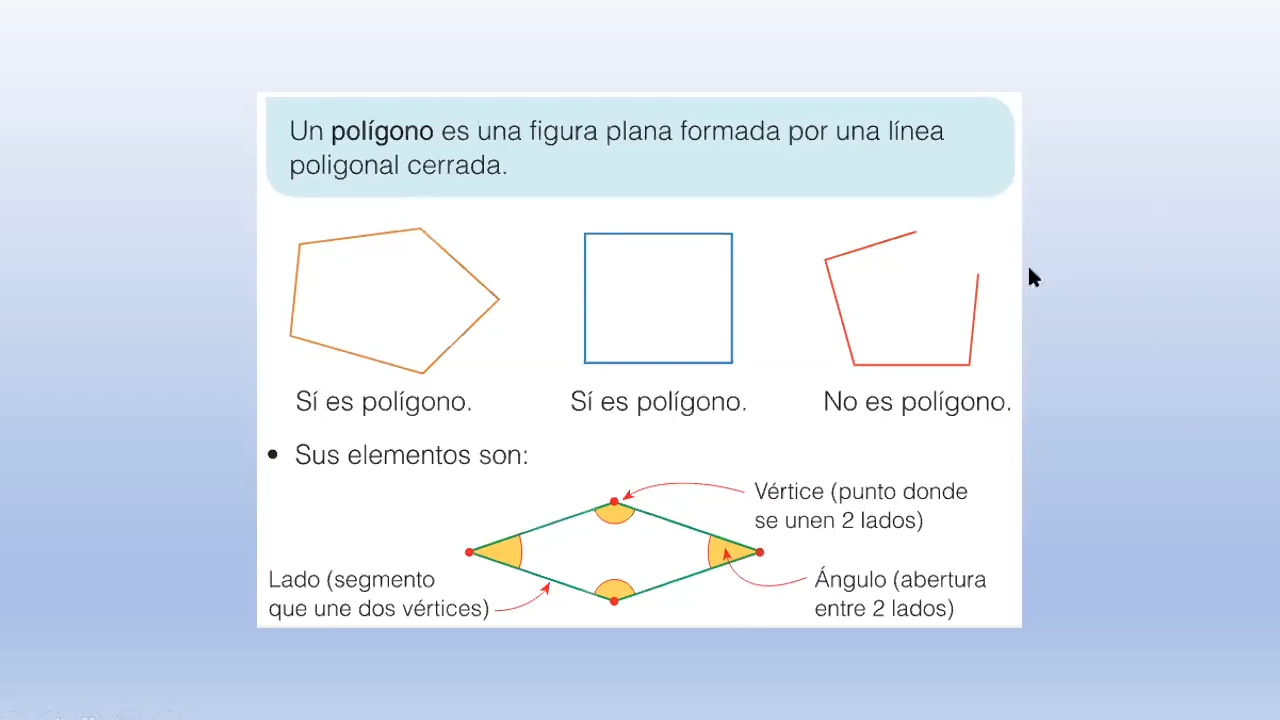 Un polígono es una figura plana formada por una línea
poligonal cerrada.
Sí es polígono.
Sí es polígono.
No es polígono.
• Sus elementos son:
Vértice (punto donde
se unen 2 lados)
Lado (segmento
que une dos vértices)
Ángulo (abertura
entre 2 lados)